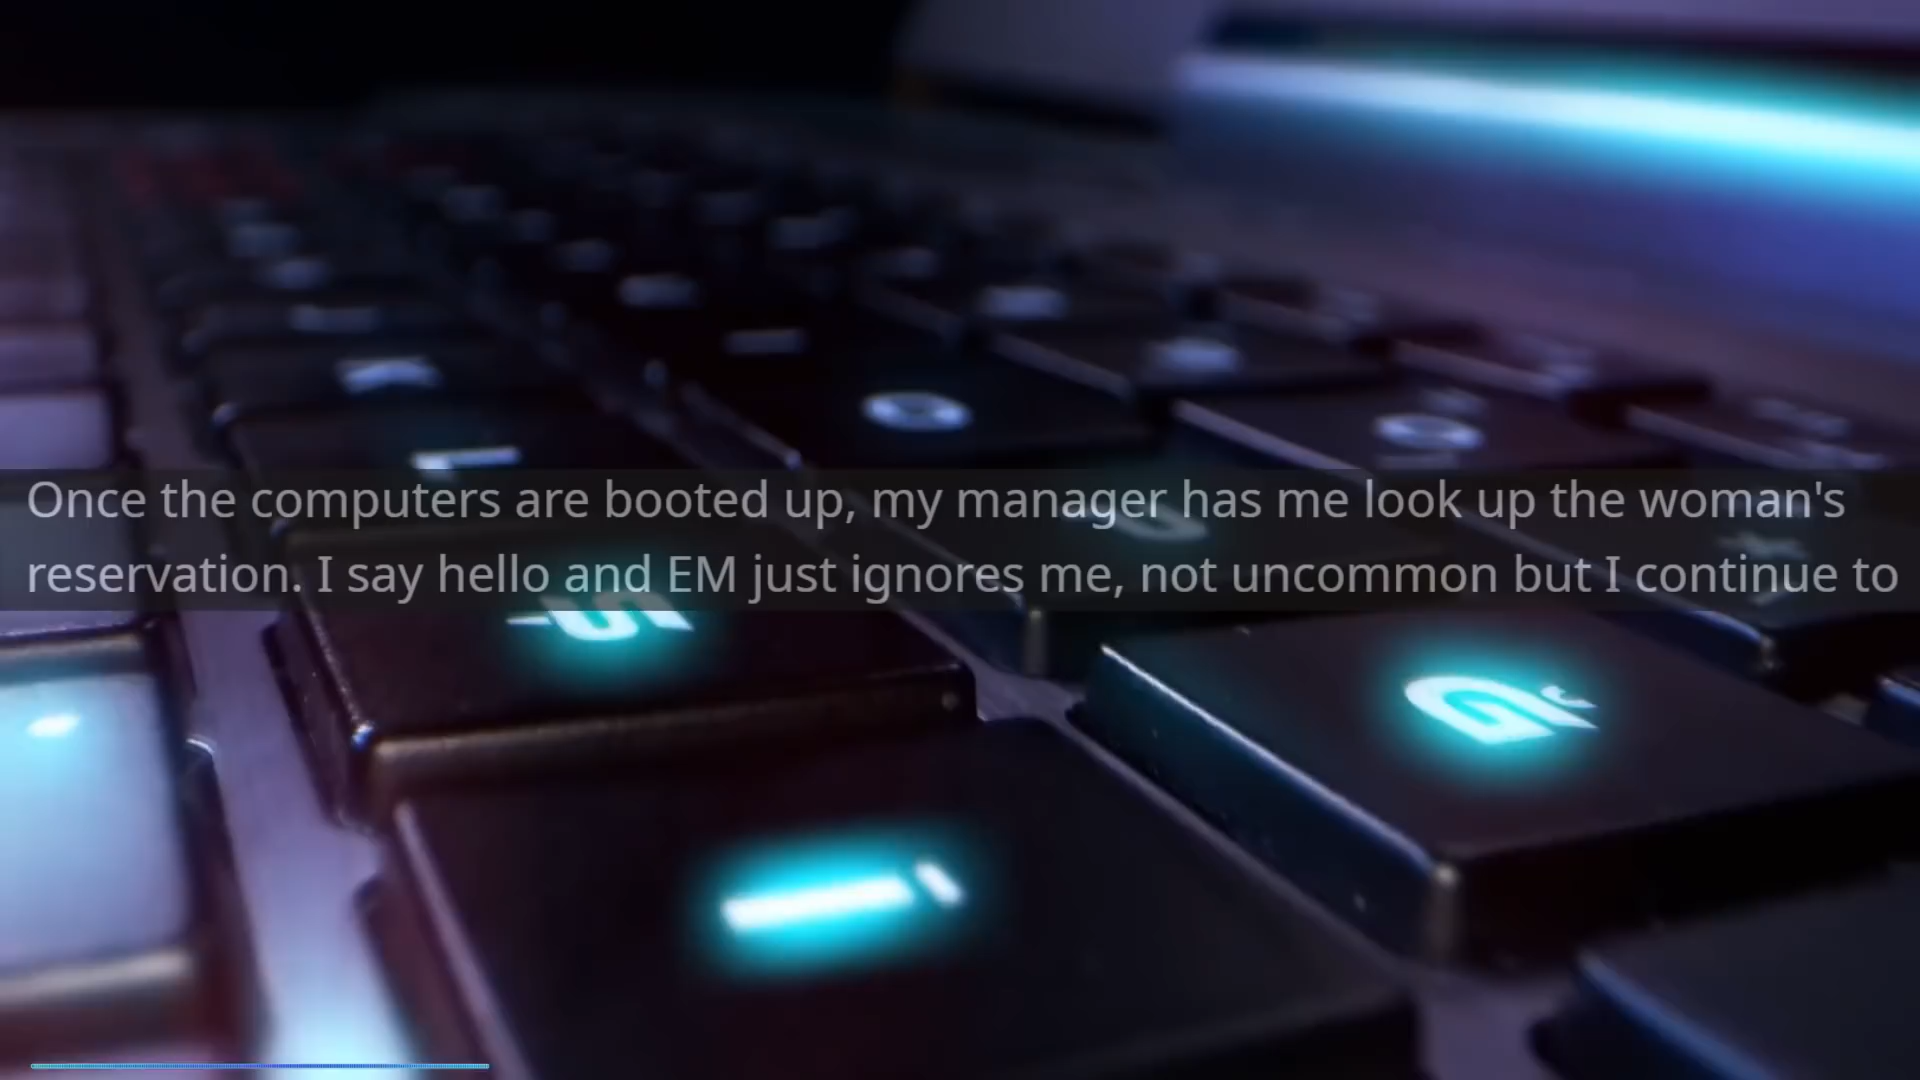 Once the computers are booted up, my manager has me look up the woman's
reservation. I say hello and EM just ignores me, not uncommon but I continue to